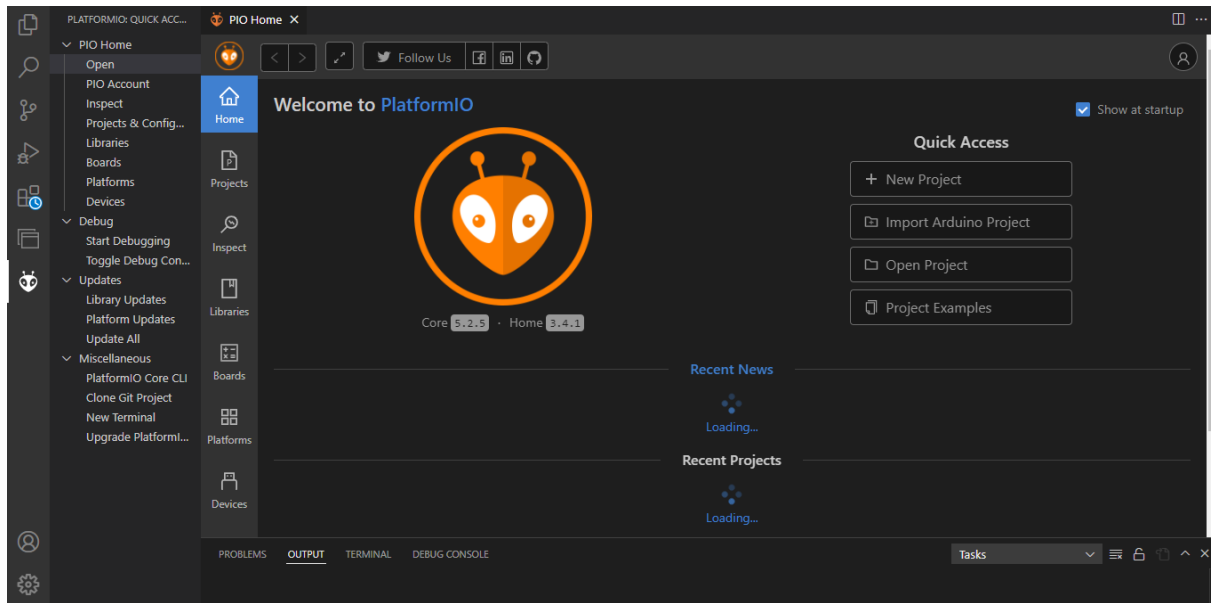 PLATFORMIO: QUICK ACC...
PIO Home
Open
PIO Account
Inspect
Projects & Config...
Libraries
Boards
Platforms
Devices
Debug
Start Debugging
Toggle Debug Con...
Updates
Library Updates
Platform Updates
Update All
Miscellaneous
PlatformIO Core CLI
Clone Git Project
New Terminal
Upgrade PlatformI...
PIO Home
Follow Us
Home
Projects
Inspect
Libraries
Boards
Platforms
Devices
Welcome to PlatformIO
Show at startup
Core 5.2.5 · Home 3.4.1
Quick Access
New Project
Import Arduino Project
Open Project
Project Examples
Recent News
Loading...
Recent Projects
Loading...
PROBLEMS OUTPUT TERMINAL DEBUG CONSOLE
Tasks